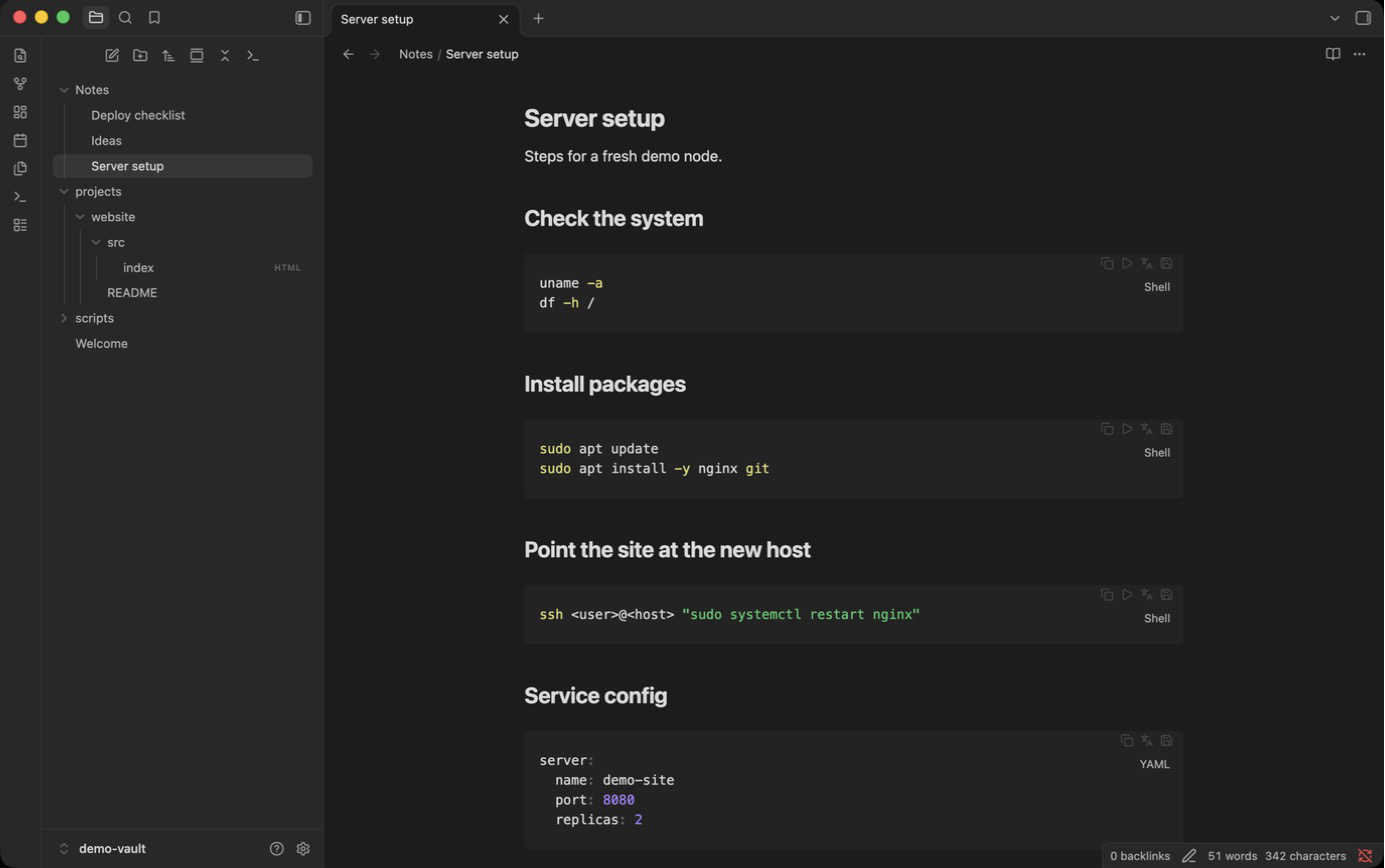 Server setup
Notes / Server setup
Notes
Deploy checklist
Ideas
Server setup
projects
website
src
index HTML
README
scripts
Welcome
demo-vault
Server setup
Steps for a fresh demo node.
Check the system
Shell
uname -a
df -h /
Install packages
Shell
sudo apt update
sudo apt install -y nginx git
Point the site at the new host
Shell
ssh <user>@<host> "sudo systemctl restart nginx"
Service config
YAML
server:
  name: demo-site
  port: 8080
  replicas: 2
0 backlinks 51 words 342 characters